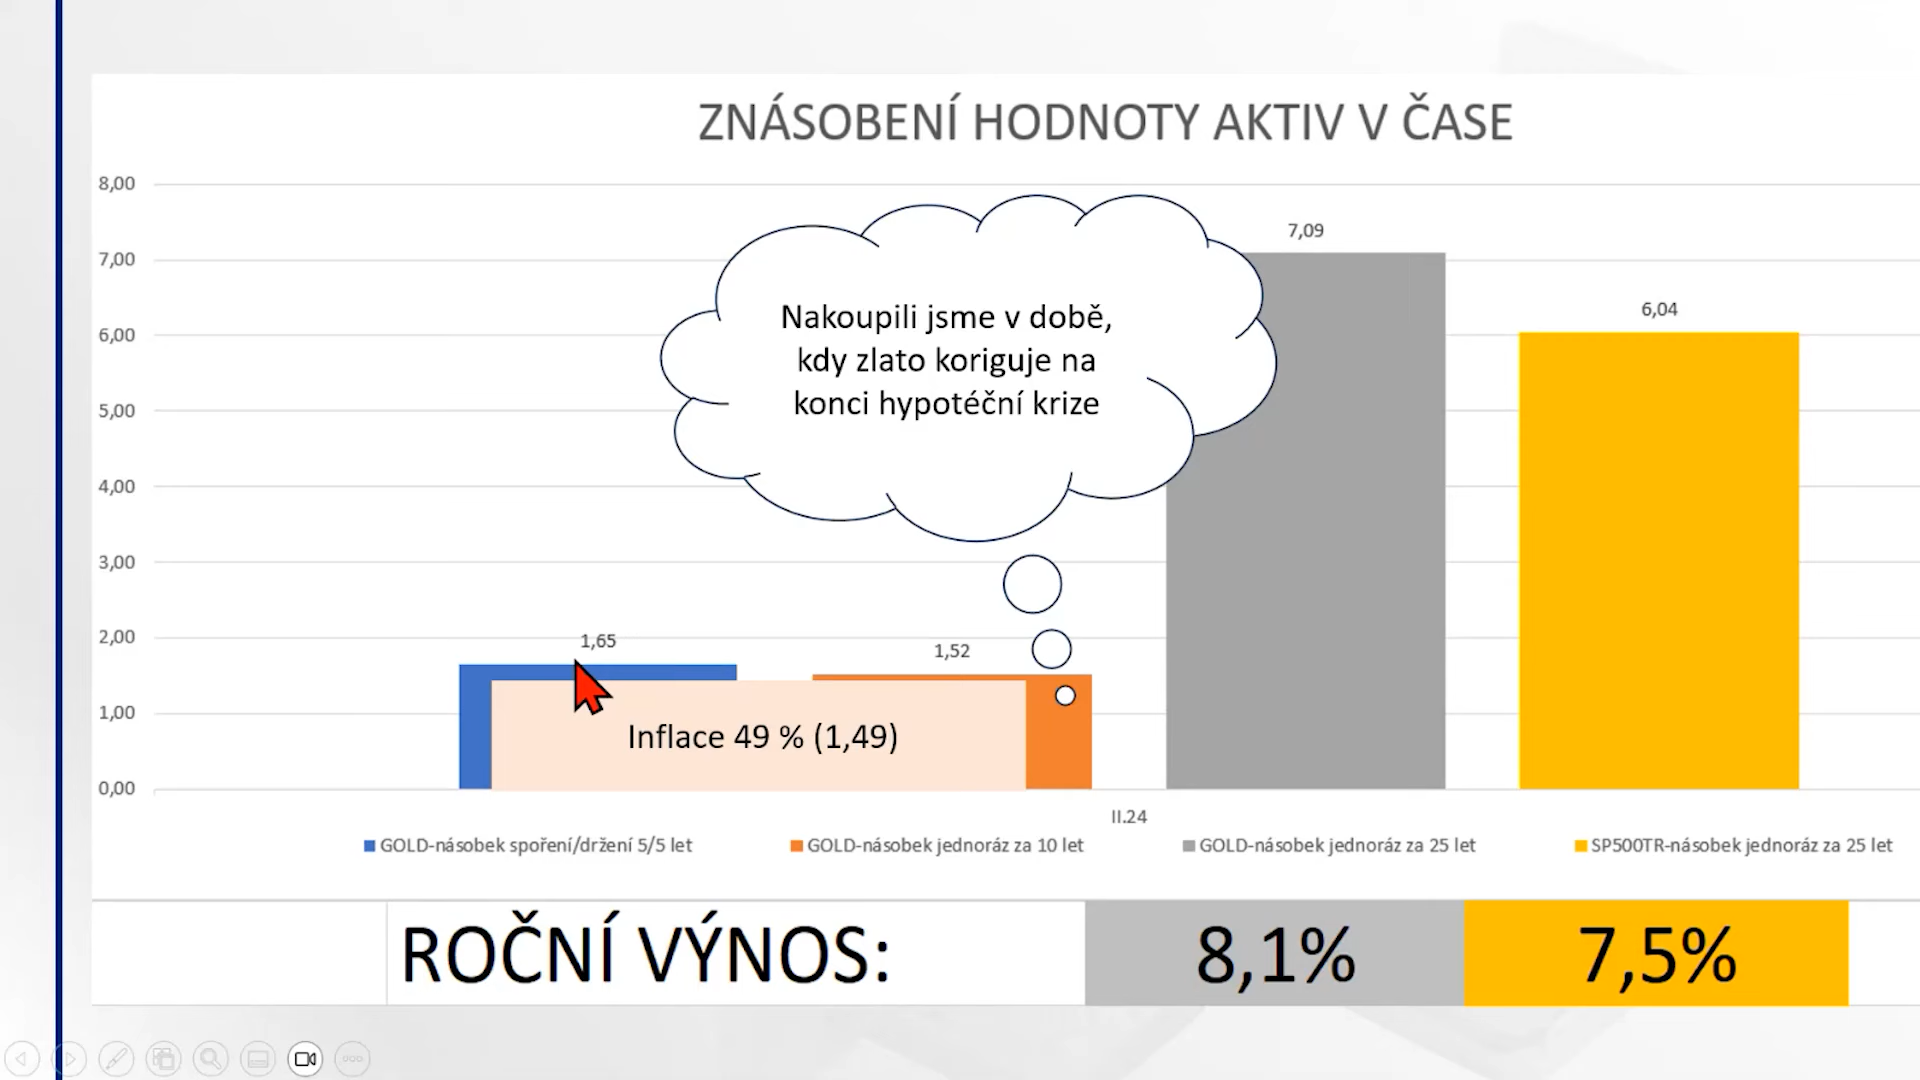 ZNÁSOBENÍ HODNOTY AKTIV V ČASE
8,00
7,00
6,00
5,00
4,00
3,00
2,00
1,00
0,00
Nakoupili jsme v době,
kdy zlato koriguje na
konci hypotéční krize
7,09
6,04
1,65
1,52
Inflace 49 % (1,49)
II.24
GOLD-násobek spoření/držení 5/5 let
GOLD-násobek jednoráz za 10 let
GOLD-násobek jednoráz za 25 let
SP500TR-násobek jednoráz za 25 let
ROČNÍ VÝNOS:
8,1%
7,5%